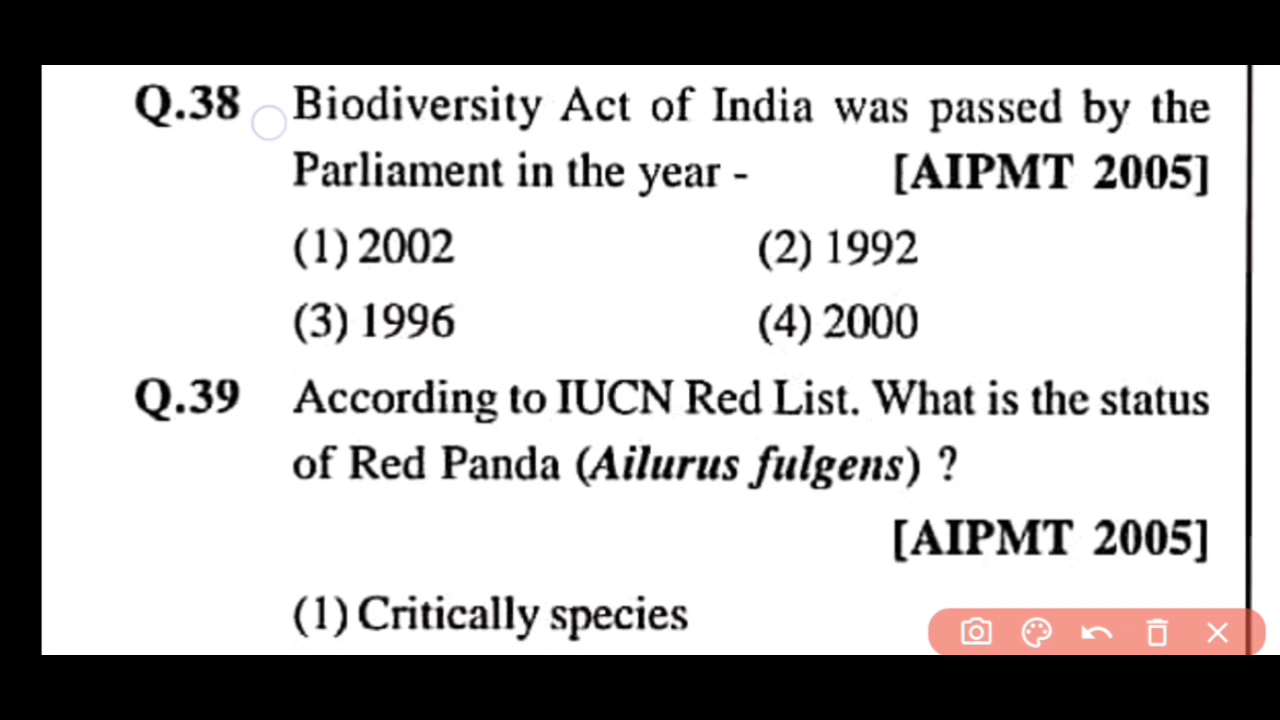 Q.38 Biodiversity Act of India was passed by the
Parliament in the year - [AIPMT 2005]
(1) 2002 (2) 1992
(3) 1996 (4) 2000
Q.39 According to IUCN Red List. What is the status
of Red Panda (Ailurus fulgens) ?
[AIPMT 2005]
(1) Critically species